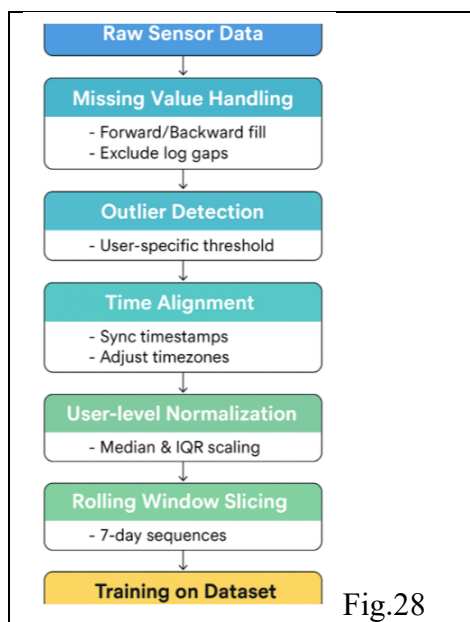 Raw Sensor Data
Missing Value Handling
- Forward/Backward fill
- Exclude log gaps
Outlier Detection
- User-specific threshold
Time Alignment
- Sync timestamps
- Adjust timezones
User-level Normalization
- Median & IQR scaling
Rolling Window Slicing
- 7-day sequences
Training on Dataset
Fig.28